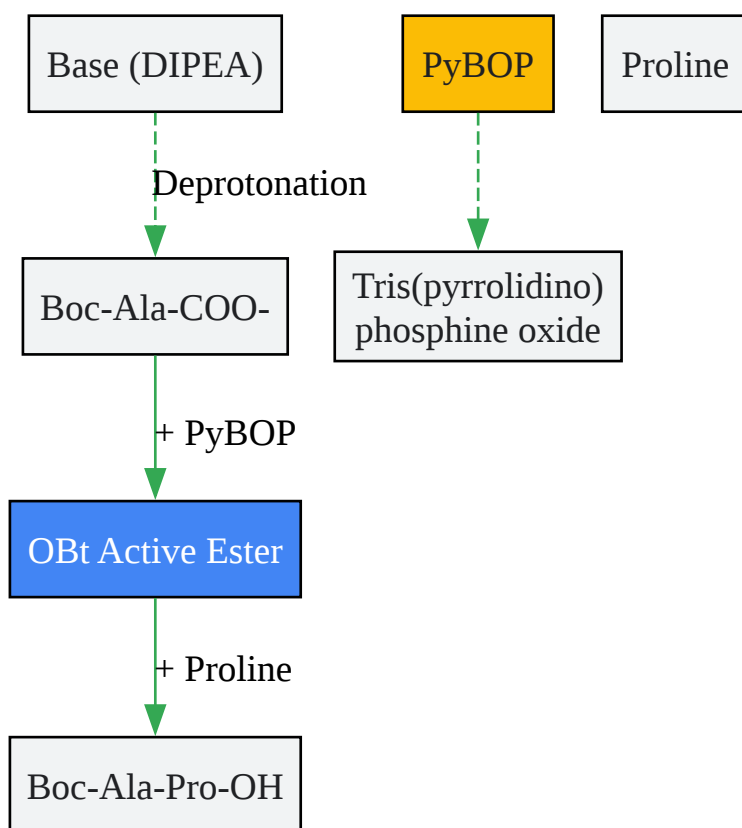 Base (DIPEA)
PyBOP
Proline
Deprotonation
Boc-Ala-COO-
Tris(pyrrolidino)
phosphine oxide
+ PyBOP
OBt Active Ester
+ Proline
Boc-Ala-Pro-OH